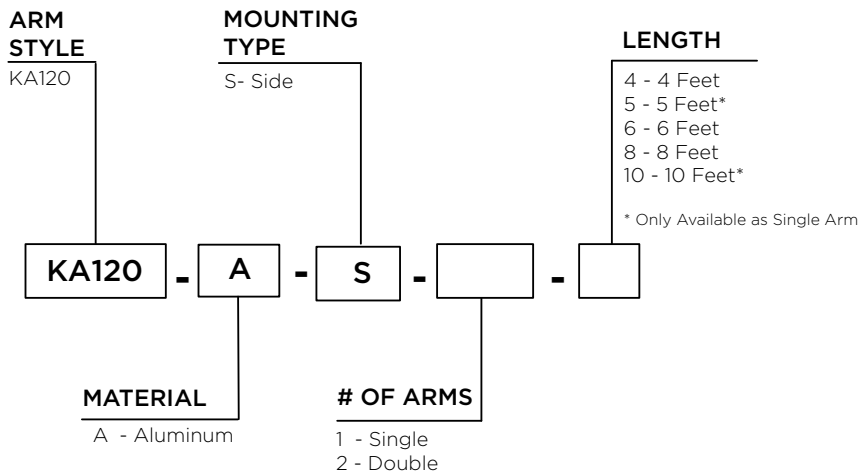 ARM
STYLE
KA120
MOUNTING
TYPE
S- Side
LENGTH
4 - 4 Feet
5 - 5 Feet*
6 - 6 Feet
8 - 8 Feet
10 - 10 Feet*
* Only Available as Single Arm
KA120 - A - S - -
MATERIAL
A - Aluminum
# OF ARMS
1 - Single
2 - Double